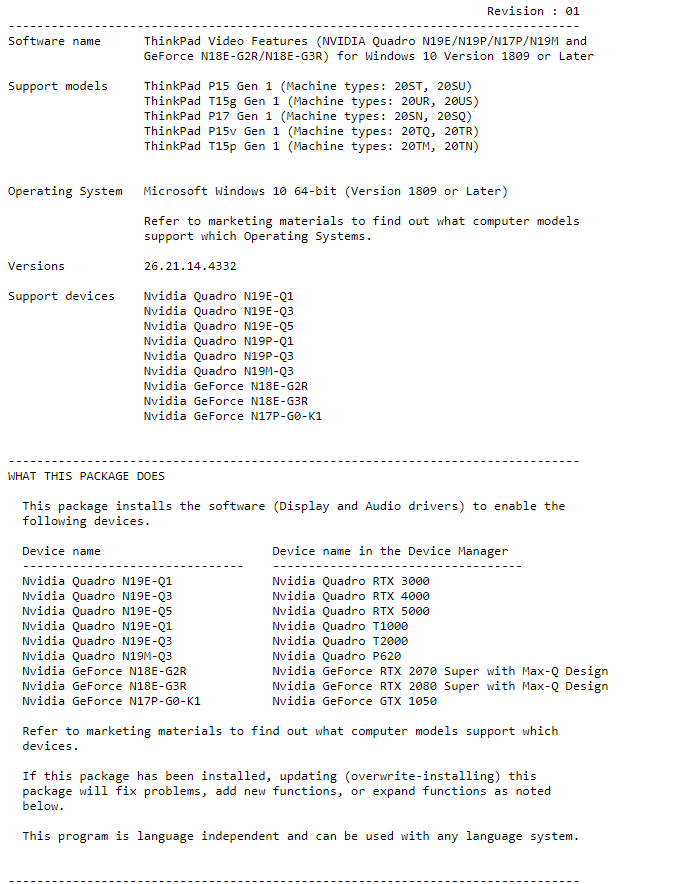 Revision : 01
--------------------------------------------------------------------------------
Software name      ThinkPad Video Features (NVIDIA Quadro N19E/N19P/N17P/N19M and
                   GeForce N18E-G2R/N18E-G3R) for Windows 10 Version 1809 or Later
Support models     ThinkPad P15 Gen 1 (Machine types: 20ST, 20SU)
                   ThinkPad T15g Gen 1 (Machine types: 20UR, 20US)
                   ThinkPad P17 Gen 1 (Machine types: 20SN, 20SQ)
                   ThinkPad P15v Gen 1 (Machine types: 20TQ, 20TR)
                   ThinkPad T15p Gen 1 (Machine types: 20TM, 20TN)
Operating System   Microsoft Windows 10 64-bit (Version 1809 or Later)
                   Refer to marketing materials to find out what computer models
                   support which Operating Systems.
Versions           26.21.14.4332
Support devices    Nvidia Quadro N19E-Q1
                   Nvidia Quadro N19E-Q3
                   Nvidia Quadro N19E-Q5
                   Nvidia Quadro N19P-Q1
                   Nvidia Quadro N19P-Q3
                   Nvidia Quadro N19M-Q3
                   Nvidia GeForce N18E-G2R
                   Nvidia GeForce N18E-G3R
                   Nvidia GeForce N17P-G0-K1
--------------------------------------------------------------------------------
WHAT THIS PACKAGE DOES
  This package installs the software (Display and Audio drivers) to enable the
  following devices.
  Device name                        Device name in the Device Manager
  -------------------------------    -----------------------------------
  Nvidia Quadro N19E-Q1              Nvidia Quadro RTX 3000
  Nvidia Quadro N19E-Q3              Nvidia Quadro RTX 4000
  Nvidia Quadro N19E-Q5              Nvidia Quadro RTX 5000
  Nvidia Quadro N19E-Q1              Nvidia Quadro T1000
  Nvidia Quadro N19E-Q3              Nvidia Quadro T2000
  Nvidia Quadro N19M-Q3              Nvidia Quadro P620
  Nvidia GeForce N18E-G2R            Nvidia GeForce RTX 2070 Super with Max-Q Design
  Nvidia GeForce N18E-G3R            Nvidia GeForce RTX 2080 Super with Max-Q Design
  Nvidia GeForce N17P-G0-K1          Nvidia GeForce GTX 1050
  Refer to marketing materials to find out what computer models support which
  devices.
  If this package has been installed, updating (overwrite-installing) this
  package will fix problems, add new functions, or expand functions as noted
  below.
  This program is language independent and can be used with any language system.
--------------------------------------------------------------------------------